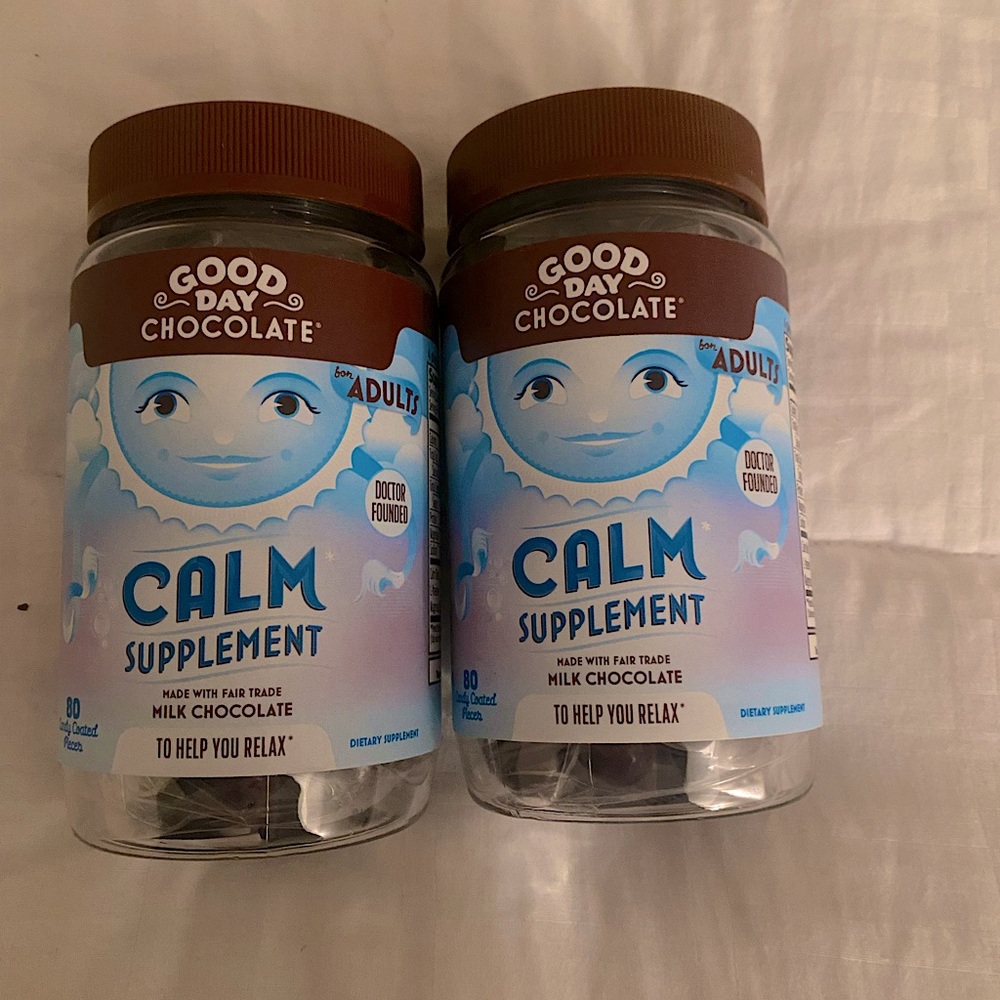 GOOD
DAY
CHOCOLATE®
for ADULTS
DOCTOR
FOUNDED
CALM
SUPPLEMENT
MADE WITH FAIR TRADE
MILK CHOCOLATE
80
Candy Coated
Pieces
TO HELP YOU RELAX*
DIETARY SUPPLEMENT
GOOD
DAY
CHOCOLATE®
for ADULTS
DOCTOR
FOUNDED
CALM
SUPPLEMENT
MADE WITH FAIR TRADE
MILK CHOCOLATE
80
Candy Coated
Pieces
TO HELP YOU RELAX*
DIETARY SUPPLEMENT